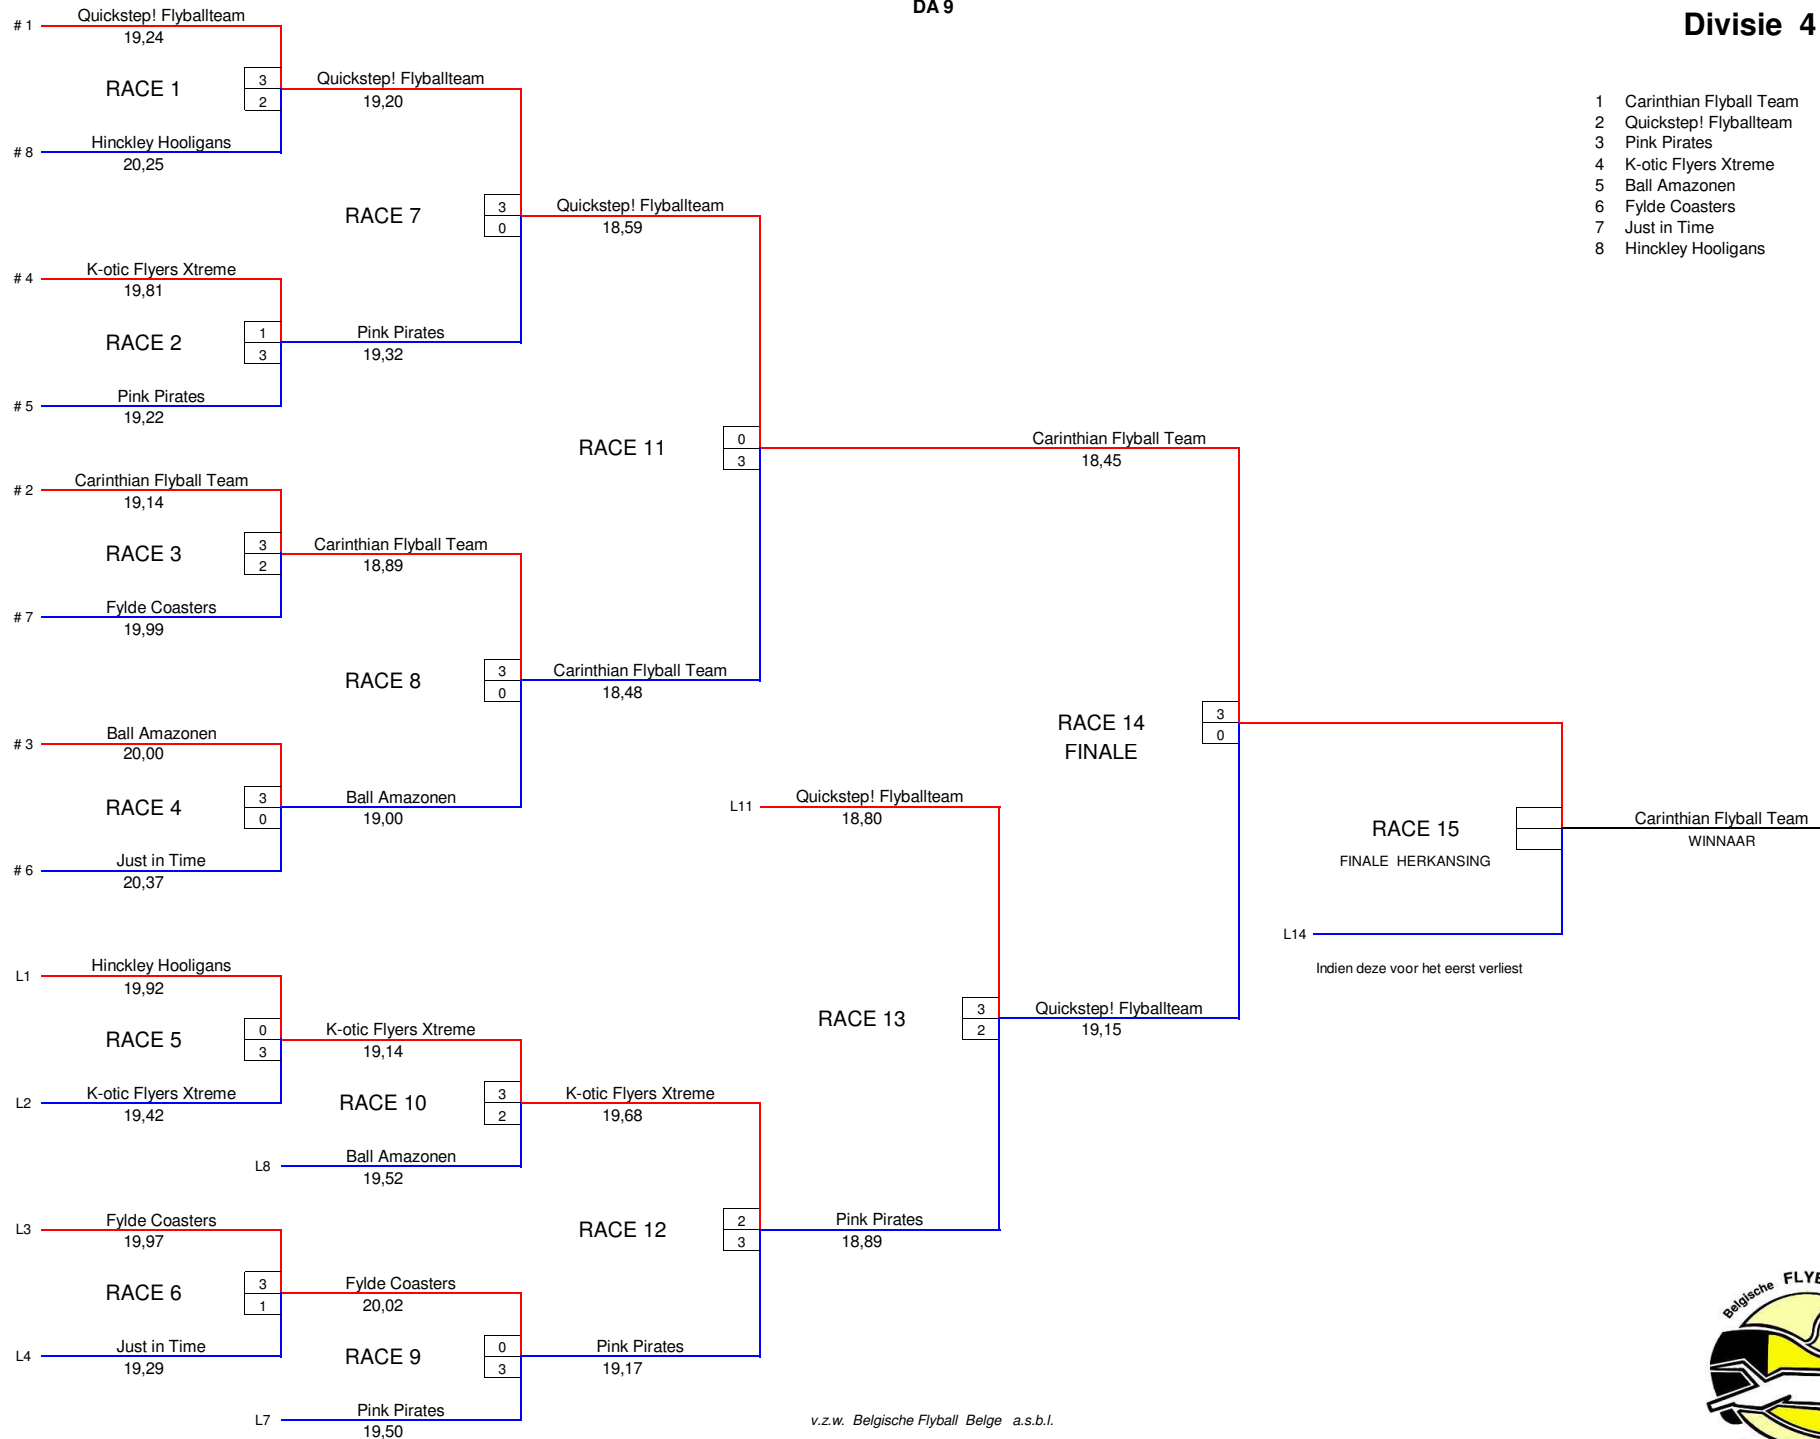 DA 9
Divisie 4
1 Carinthian Flyball Team
2 Quickstep! Flyballteam
3 Pink Pirates
4 K-otic Flyers Xtreme
5 Ball Amazonen
6 Fylde Coasters
7 Just in Time
8 Hinckley Hooligans
# 1 Quickstep! Flyballteam
19,24
RACE 1 3
2
# 8 Hinckley Hooligans
20,25
Quickstep! Flyballteam
19,20
RACE 7 3
0
# 4 K-otic Flyers Xtreme
19,81
RACE 2 1
3
# 5 Pink Pirates
19,22
Pink Pirates
19,32
Quickstep! Flyballteam
18,59
RACE 11 0
3
# 2 Carinthian Flyball Team
19,14
RACE 3 3
2
# 7 Fylde Coasters
19,99
Carinthian Flyball Team
18,89
RACE 8 3
0
# 3 Ball Amazonen
20,00
RACE 4 3
0
# 6 Just in Time
20,37
Ball Amazonen
19,00
Carinthian Flyball Team
18,48
Carinthian Flyball Team
18,45
RACE 14 3
FINALE 0
L11 Quickstep! Flyballteam
18,80
RACE 13 3
2
Quickstep! Flyballteam
19,15
RACE 15
FINALE HERKANSING
L14
Indien deze voor het eerst verliest
Carinthian Flyball Team
WINNAAR
L1 Hinckley Hooligans
19,92
RACE 5 0
3
L2 K-otic Flyers Xtreme
19,42
K-otic Flyers Xtreme
19,14
RACE 10 3
2
L8 Ball Amazonen
19,52
K-otic Flyers Xtreme
19,68
RACE 12 2
3
Pink Pirates
18,89
L3 Fylde Coasters
19,97
RACE 6 3
1
L4 Just in Time
19,29
Fylde Coasters
20,02
RACE 9 0
3
L7 Pink Pirates
19,50
Pink Pirates
19,17
v.z.w. Belgische Flyball Belge a.s.b.l.
Belgische